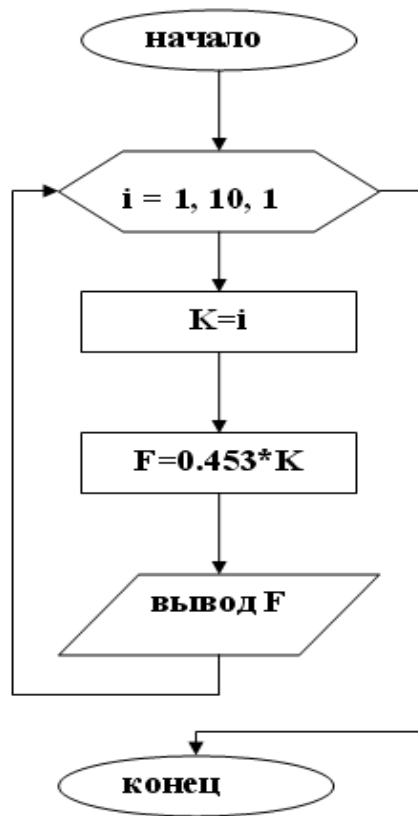 начало
i = 1, 10, 1
K=i
F=0.453*K
вывод F
конец